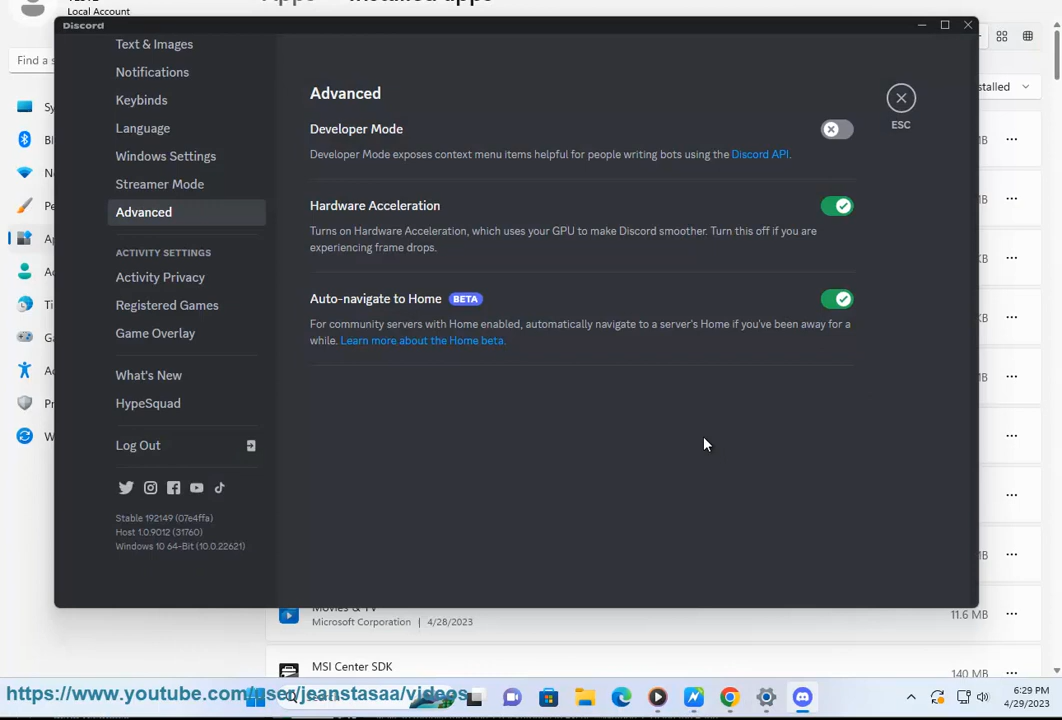 Local Account
Discord
Find a s
stalled
Text & Images
Notifications
Keybinds
Language
Windows Settings
Streamer Mode
Advanced
ACTIVITY SETTINGS
Activity Privacy
Registered Games
Game Overlay
What's New
HypeSquad
Log Out
Stable 192149 (07e4ffa)
Host 1.0.9012 (31760)
Windows 10 64-Bit (10.0.22621)
Advanced
ESC
Developer Mode
Developer Mode exposes context menu items helpful for people writing bots using the Discord API.
Hardware Acceleration
Turns on Hardware Acceleration, which uses your GPU to make Discord smoother. Turn this off if you are
experiencing frame drops.
Auto-navigate to Home BETA
For community servers with Home enabled, automatically navigate to a server's Home if you've been away for a
while. Learn more about the Home beta.
Movies & TV
Microsoft Corporation | 4/28/2023
11.6 MB
MSI Center SDK
140 MB
https://www.youtube.com/user/jeanstasaa/videos
6:29 PM
4/29/2023